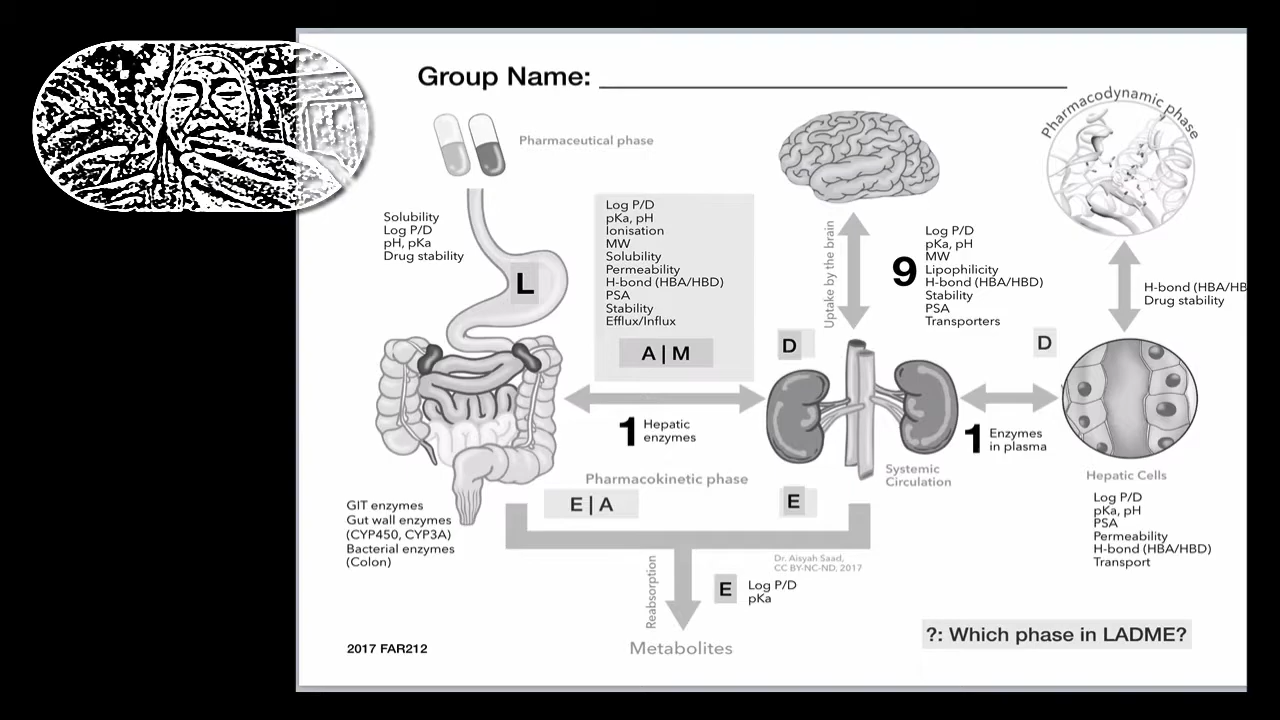 Group Name:
Pharmaceutical phase
Pharmacodynamic phase
Solubility
Log P/D
pH, pKa
Drug stability
L
Log P/D
pKa, pH
Ionisation
MW
Solubility
Permeability
H-bond (HBA/HBD)
PSA
Stability
Efflux/Influx
A | M
Uptake by the brain
9
Log P/D
pKa, pH
MW
Lipophilicity
H-bond (HBA/HBD)
Stability
PSA
Transporters
H-bond (HBA/HB
Drug stability
D
D
1 Hepatic
enzymes
1 Enzymes
in plasma
Pharmacokinetic phase
Systemic
Circulation
Hepatic Cells
E | A
E
GIT enzymes
Gut wall enzymes
(CYP450, CYP3A)
Bacterial enzymes
(Colon)
Log P/D
pKa, pH
PSA
Permeability
H-bond (HBA/HBD)
Transport
Dr. Aisyah Saad,
CC BY-NC-ND, 2017
Reabsorption
E
Log P/D
pKa
Metabolites
2017 FAR212
?: Which phase in LADME?